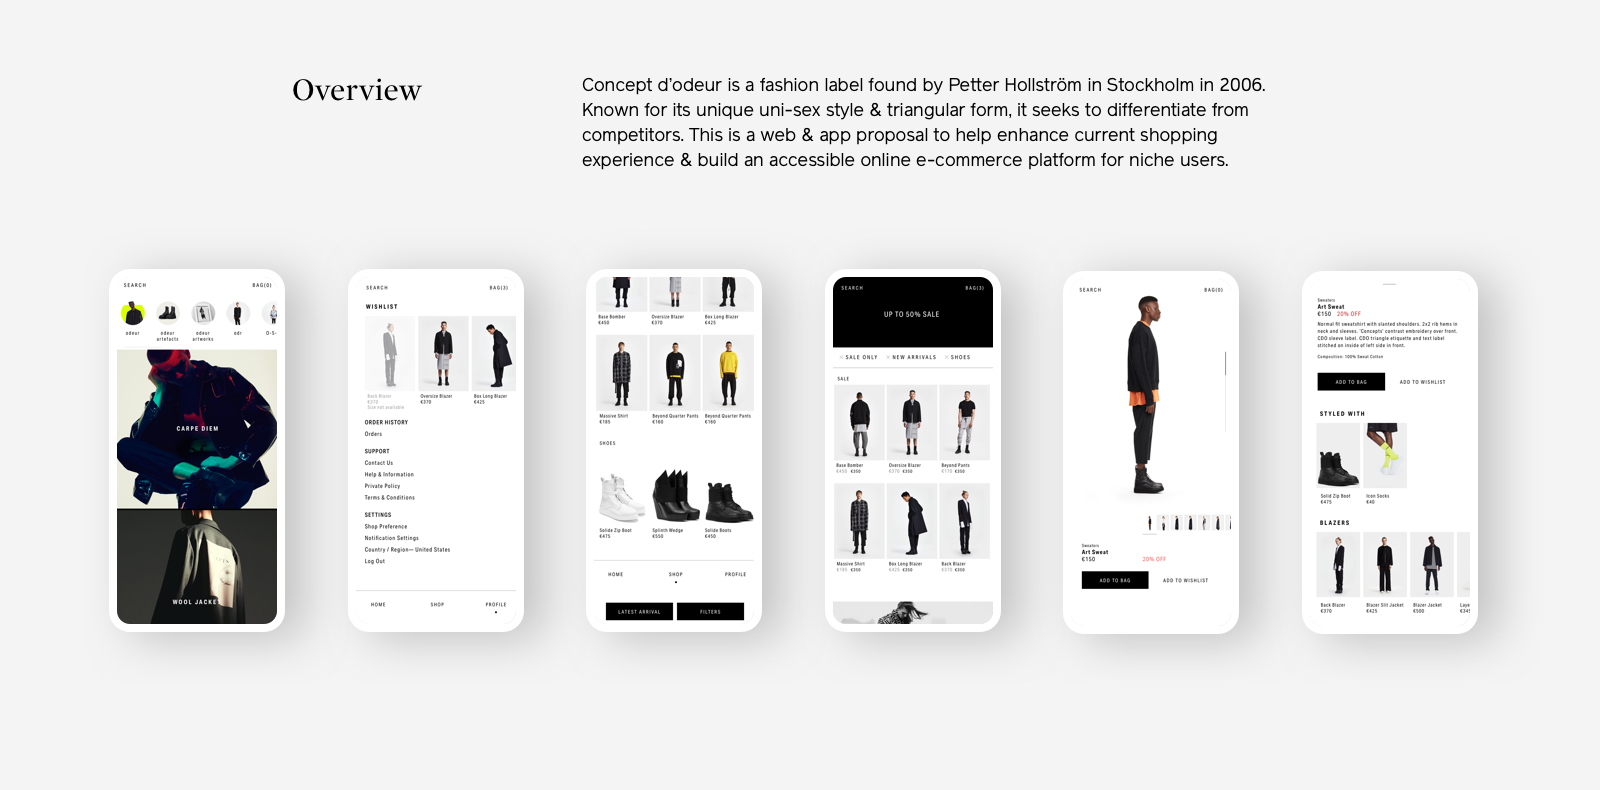 Overview
Concept d'odeur is a fashion label found by Petter Hollström in Stockholm in 2006.
Known for its unique uni-sex style & triangular form, it seeks to differentiate from
competitors. This is a web & app proposal to help enhance current shopping
experience & build an accessible online e-commerce platform for niche users.
SEARCH BAG(0)
odeur odeur odr O-S-
artefacts artworks
CARPE DIEM
WOOL JACKET
SEARCH BAG(3)
WISHLIST
Back Blazer Oversize Blazer Box Long Blazer
€370 €370 €425
Size not available
ORDER HISTORY
Orders
SUPPORT
Contact Us
Help & Information
Private Policy
Terms & Conditions
SETTINGS
Shop Preference
Notification Settings
Country / Region— United States
Log Out
HOME SHOP PROFILE
Base Bomber Oversize Blazer Box Long Blazer
€450 €370 €425
Massive Shirt Beyond Quarter Pants Beyond Quarter Pants
€185 €160 €160
SHOES
Solide Zip Boot Splinth Wedge Solide Boots
€475 €550 €450
HOME SHOP PROFILE
LATEST ARRIVAL FILTERS
SEARCH BAG(3)
UP TO 50% SALE
SALE ONLY NEW ARRIVALS SHOES
SALE
Base Bomber Oversize Blazer Beyond Pants
€450 €350 €370 €350 €170 €350
Massive Shirt Box Long Blazer Back Blazer
€185 €350 €425 €350 €370 €350
SEARCH BAG(0)
Sweaters
Art Sweat
€150 20% OFF
ADD TO BAG ADD TO WISHLIST
Sweaters
Art Sweat
€150 20% OFF
Normal fit sweatshirt with slanted shoulders. 2x2 rib hems in
neck and sleeves. 'Concepts' contrast embroidery over front.
CDO sleeve label. CDO triangle etiquette and text label
stitched on inside of left side in front.
Composition: 100% Sweat Cotton
ADD TO BAG ADD TO WISHLIST
STYLED WITH
Solid Zip Boot Icon Socks
€475 €40
BLAZERS
Back Blazer Blazer Slit Jacket Blazer Jacket Laye
€370 €425 €500 €345